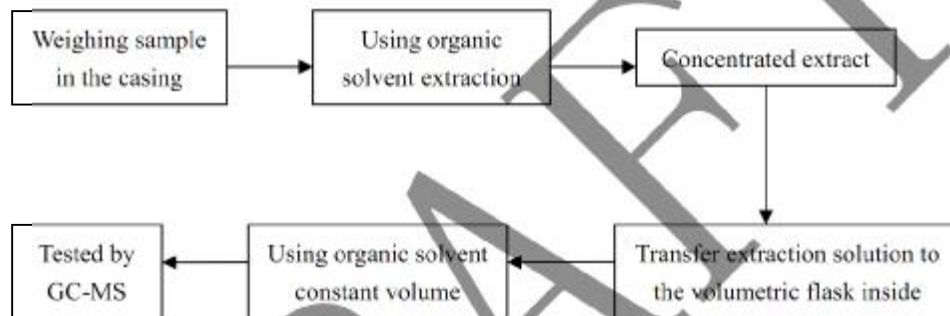 Weighing sample
in the casing
Using organic
solvent extraction
Concentrated extract
Transfer extraction solution to
the volumetric flask inside
Using organic solvent
constant volume
Tested by
GC-MS